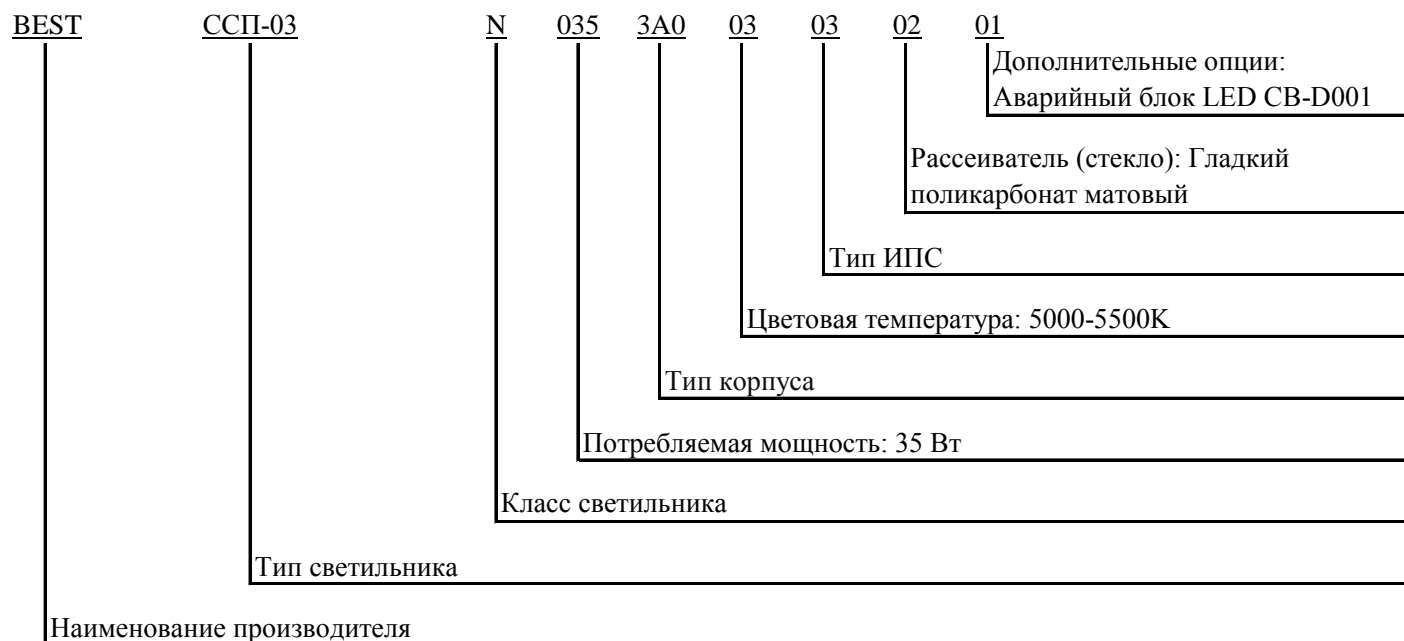 BEST ССП-03 N 035 3А0 03 03 02 01
Дополнительные опции:
Аварийный блок LED CB-D001
Рассеиватель (стекло): Гладкий
поликарбонат матовый
Тип ИПС
Цветовая температура: 5000-5500K
Тип корпуса
Потребляемая мощность: 35 Вт
Класс светильника
Тип светильника
Наименование производителя